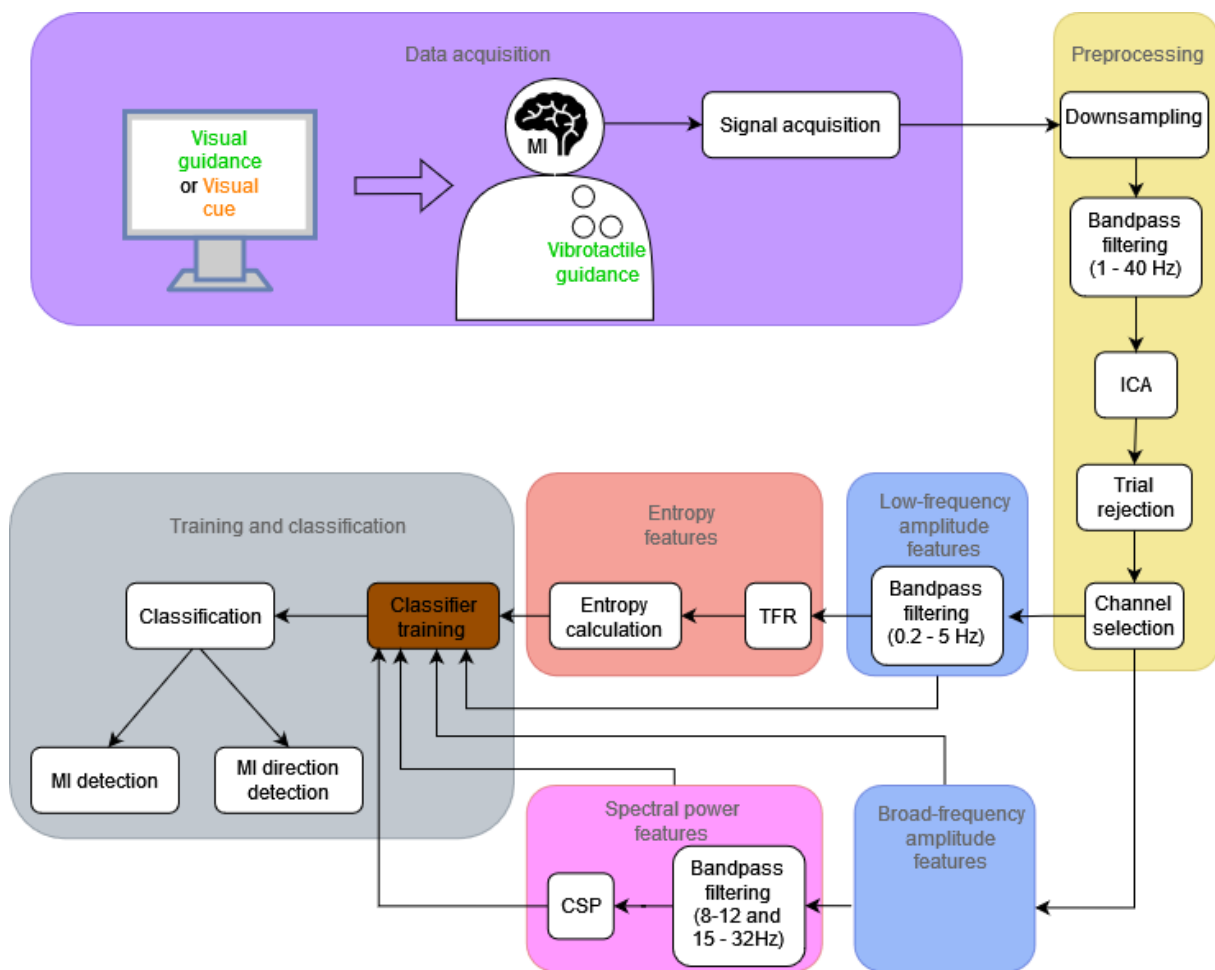 Data acquisition
Visual
guidance
or Visual
cue
MI
Vibrotactile
guidance
Signal acquisition
Preprocessing
Downsampling
Bandpass
filtering
(1 - 40 Hz)
ICA
Trial
rejection
Channel
selection
Low-frequency
amplitude
features
Bandpass
filtering
(0.2 - 5 Hz)
Entropy
features
TFR
Entropy
calculation
Training and classification
Classifier
training
Classification
MI detection
MI direction
detection
Broad-frequency
amplitude
features
Spectral power
features
Bandpass
filtering
(8-12 and
15 - 32Hz)
CSP